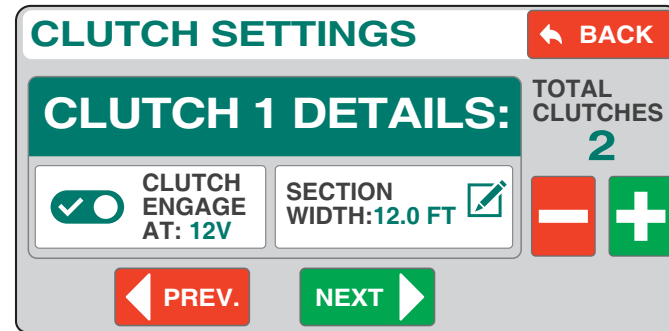 CLUTCH SETTINGS
BACK
CLUTCH 1 DETAILS:
TOTAL
CLUTCHES
2
CLUTCH
ENGAGE
AT: 12V
SECTION
WIDTH:12.0 FT
PREV.
NEXT